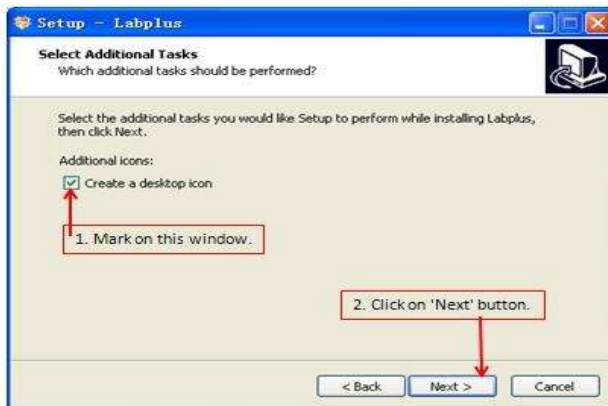 Setup - Labplus
Select Additional Tasks
Which additional tasks should be performed?
Select the additional tasks you would like Setup to perform while installing Labplus,
then click Next.
Additional icons:
Create a desktop icon
1. Mark on this window.
2. Click on 'Next' button.
< Back
Next >
Cancel